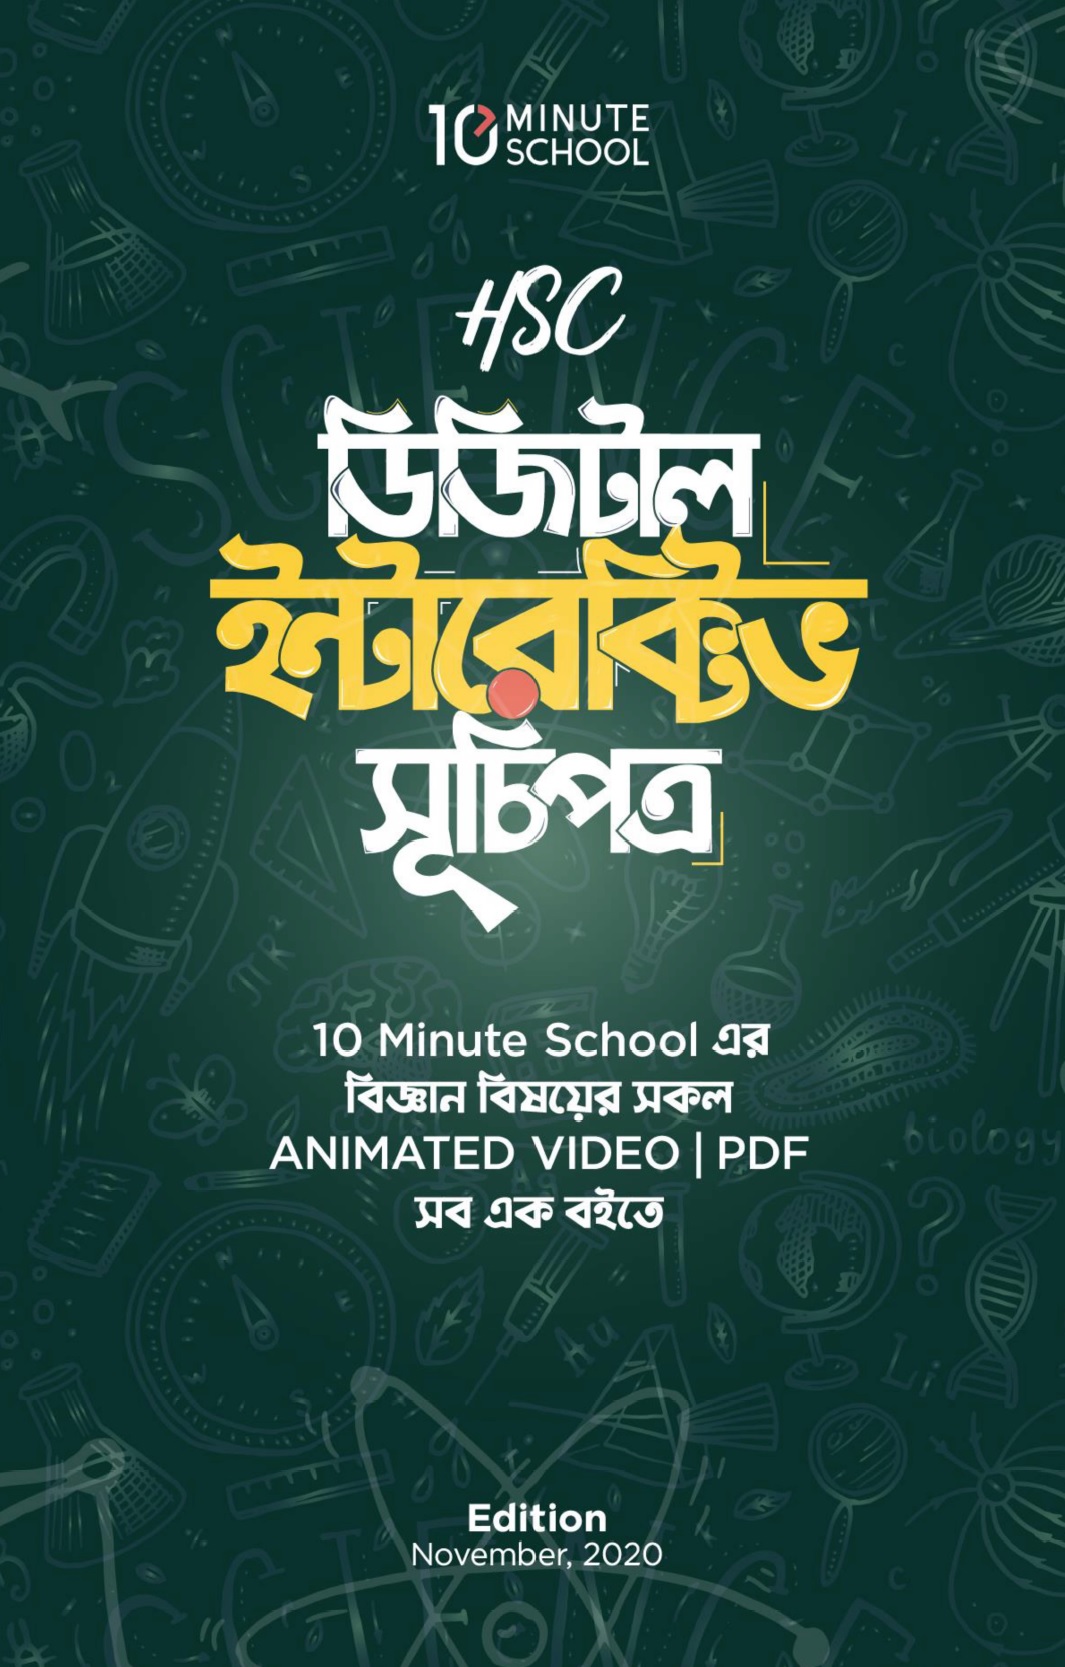 10 MINUTE
SCHOOL
HSC
ডিজিটাল
ইন্টারেক্টিভ
সূচিপত্র
10 Minute School এর
বিজ্ঞান বিষয়ের সকল
ANIMATED VIDEO | PDF
সব এক বইতে
biology
Edition
November, 2020